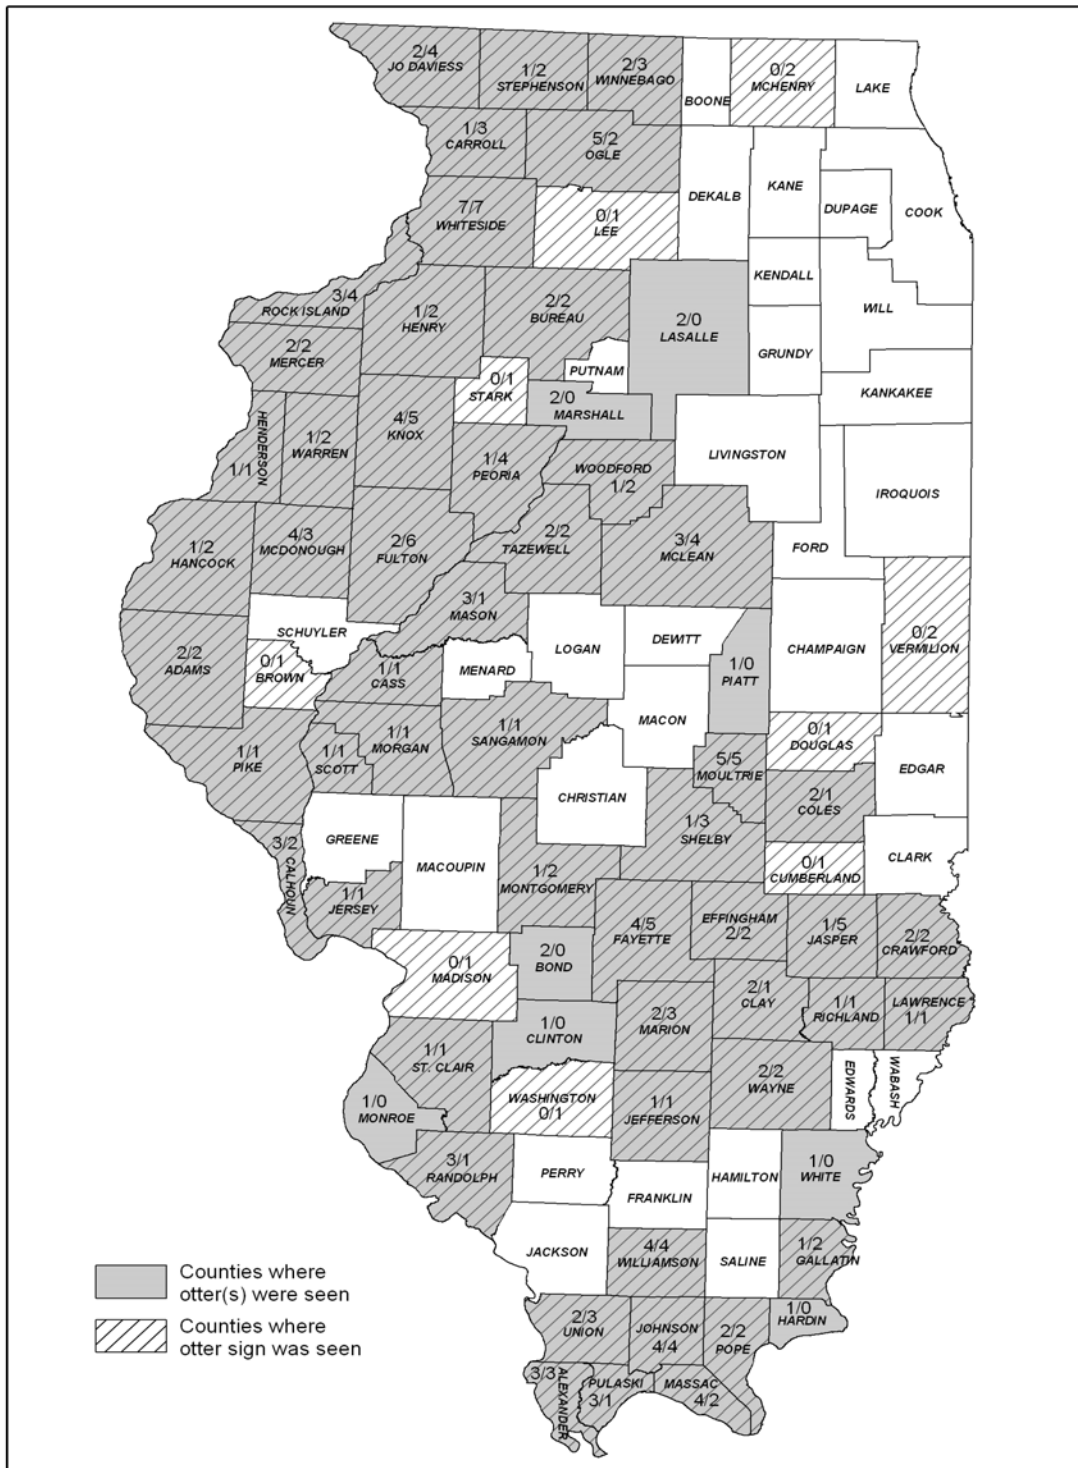 2/4
JO DAVIESS
1/2
STEPHENSON
2/3
WINNEBAGO
BOONE
0/2
MCHENRY
LAKE
1/3
CARROLL
5/2
OGLE
DEKALB
KANE
DUPAGE
COOK
7/7
WHITESIDE
0/1
LEE
KENDALL
WILL
3/4
ROCK ISLAND
1/2
HENRY
2/2
BUREAU
2/0
LASALLE
GRUNDY
2/2
MERCER
PUTNAM
KANKAKEE
0/1
STARK
2/0
MARSHALL
HENDERSON
1/1
1/2
WARREN
4/5
KNOX
1/4
PEORIA
WOODFORD
1/2
LIVINGSTON
IROQUOIS
1/2
HANCOCK
4/3
MCDONOUGH
2/6
FULTON
2/2
TAZEWELL
3/4
MCLEAN
FORD
3/1
MASON
SCHUYLER
LOGAN
DEWITT
CHAMPAIGN
0/2
VERMILION
2/2
ADAMS
0/1
BROWN
1/1
CASS
MENARD
1/0
PIATT
MACON
1/1
PIKE
1/1
SCOTT
1/1
MORGAN
1/1
SANGAMON
0/1
DOUGLAS
5/5
MOULTRIE
EDGAR
CHRISTIAN
2/1
COLES
1/3
SHELBY
3/2
CALHOUN
GREENE
MACOUPIN
0/1
CUMBERLAND
CLARK
1/1
JERSEY
1/2
MONTGOMERY
4/5
FAYETTE
EFFINGHAM
2/2
1/5
JASPER
2/2
CRAWFORD
0/1
MADISON
2/0
BOND
2/1
CLAY
1/1
RICHLAND
LAWRENCE
1/1
1/0
CLINTON
2/3
MARION
1/1
ST. CLAIR
2/2
WAYNE
EDWARDS
WABASH
1/0
MONROE
WASHINGTON
0/1
1/1
JEFFERSON
3/1
RANDOLPH
PERRY
FRANKLIN
HAMILTON
1/0
WHITE
JACKSON
4/4
WILLIAMSON
SALINE
1/2
GALLATIN
Counties where
otter(s) were seen
Counties where
otter sign was seen
2/3
UNION
JOHNSON
4/4
2/2
POPE
1/0
HARDIN
3/3
ALEXANDER
PULASKI
3/1
MASSAC
4/2